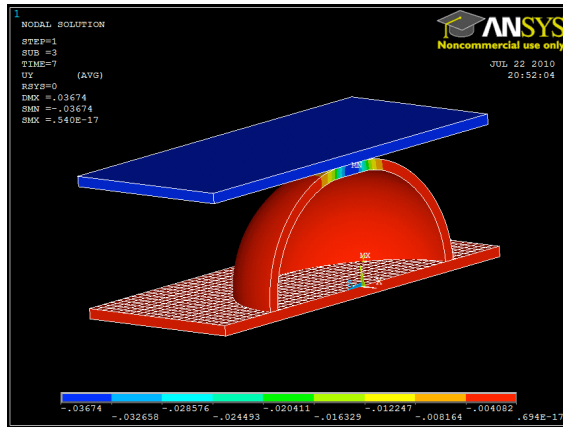 1
NODAL SOLUTION
STEP=1
SUB =3
TIME=7
UY (AVG)
RSYS=0
DMX =.03674
SMN =-.03674
SMX =.540E-17
ANSYS
Noncommercial use only
JUL 22 2010
20:52:04
MN
MX
X
-.03674 -.028576 -.020411 -.012247 -.004082
-.032658 -.024493 -.016329 -.008164 .694E-17